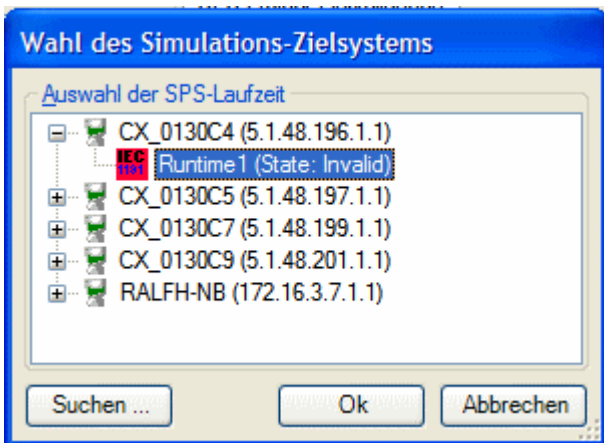 Wahl des Simulations-Zielsystems
Auswahl der SPS-Laufzeit
CX_0130C4 (5.1.48.196.1.1)
IEC
1131
Runtime1 (State: Invalid)
CX_0130C5 (5.1.48.197.1.1)
CX_0130C7 (5.1.48.199.1.1)
CX_0130C9 (5.1.48.201.1.1)
RALFH-NB (172.16.3.7.1.1)
Suchen ... Ok Abbrechen